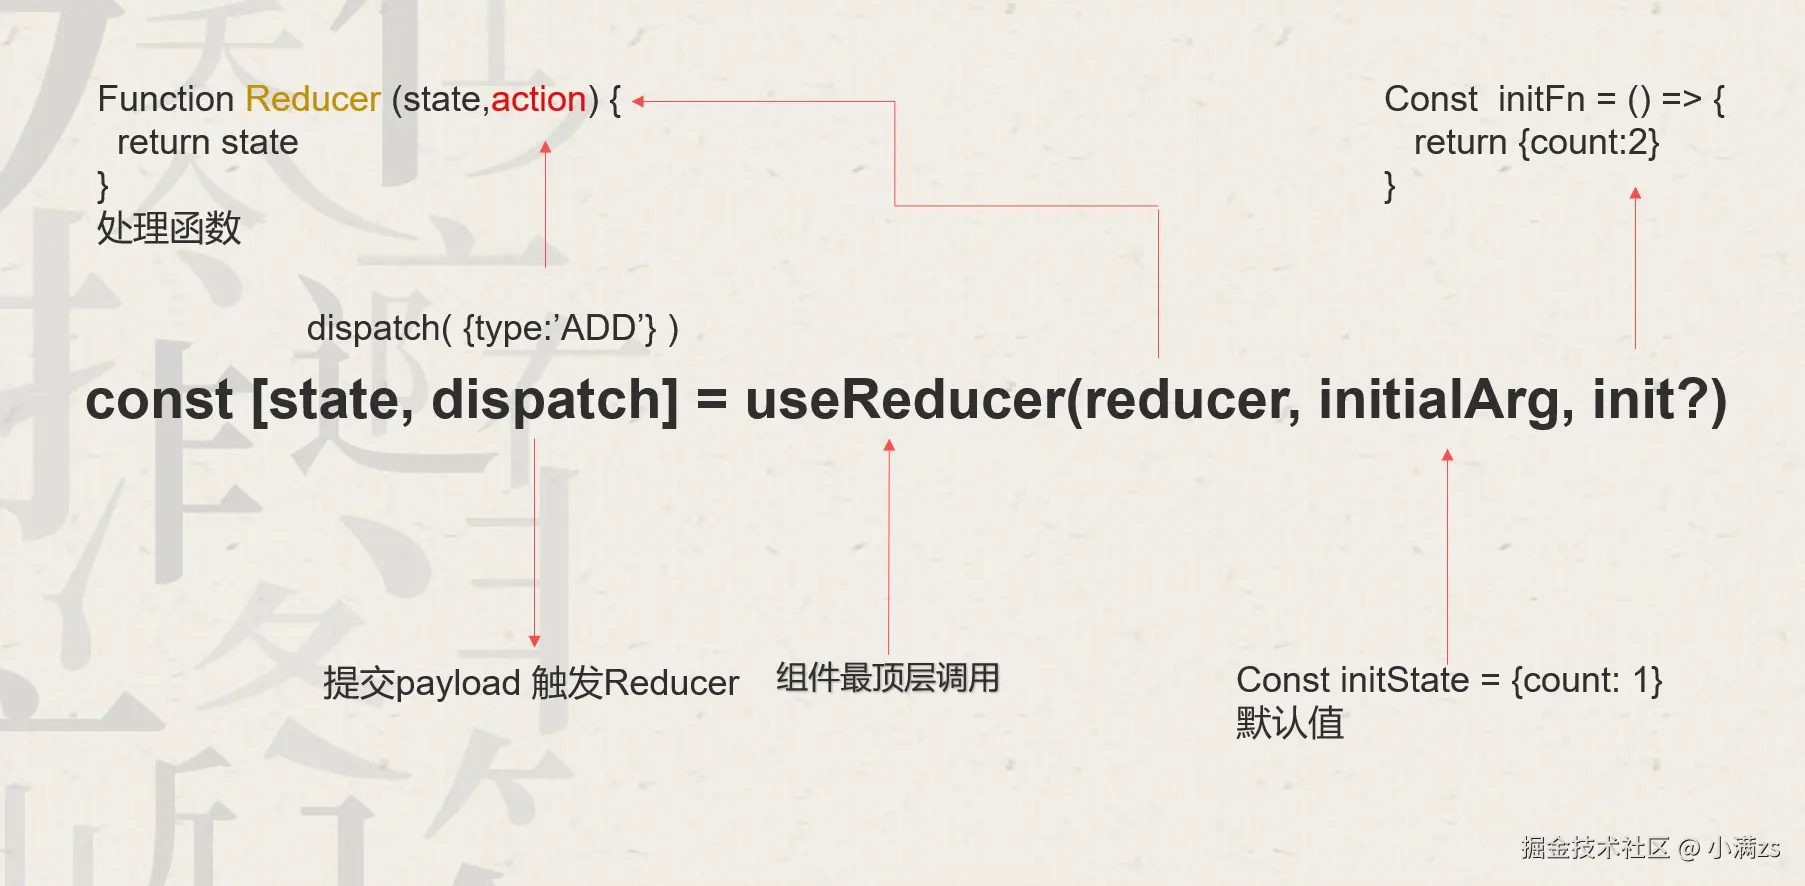 Function Reducer (state,action) {
return state
}
处理函数
Const initFn = () => {
return {count:2}
}
dispatch( {type:’ADD’} )
const [state, dispatch] = useReducer(reducer, initialArg, init?)
提交payload 触发Reducer
组件最顶层调用
Const initState = {count: 1}
默认值
掘金技术社区 @ 小满zs